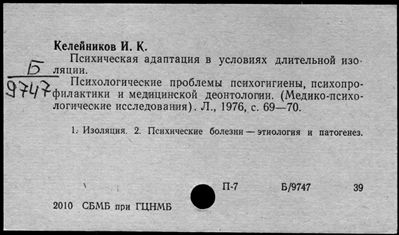 Келейников И. К.
Психическая адаптация в условиях длительной изо-
ляции.
Психологические проблемы психогигиены, психопро-
филактики и медицинской деонтологии. (Медико-психо-
логические исследования). Л., 1976, с. 69—70.
Б
9747
1. Изоляция. 2. Психические болезни — этиология и патогенез.
П-7 Б/9747 39
2010 СБМБ при ГЦНМБ